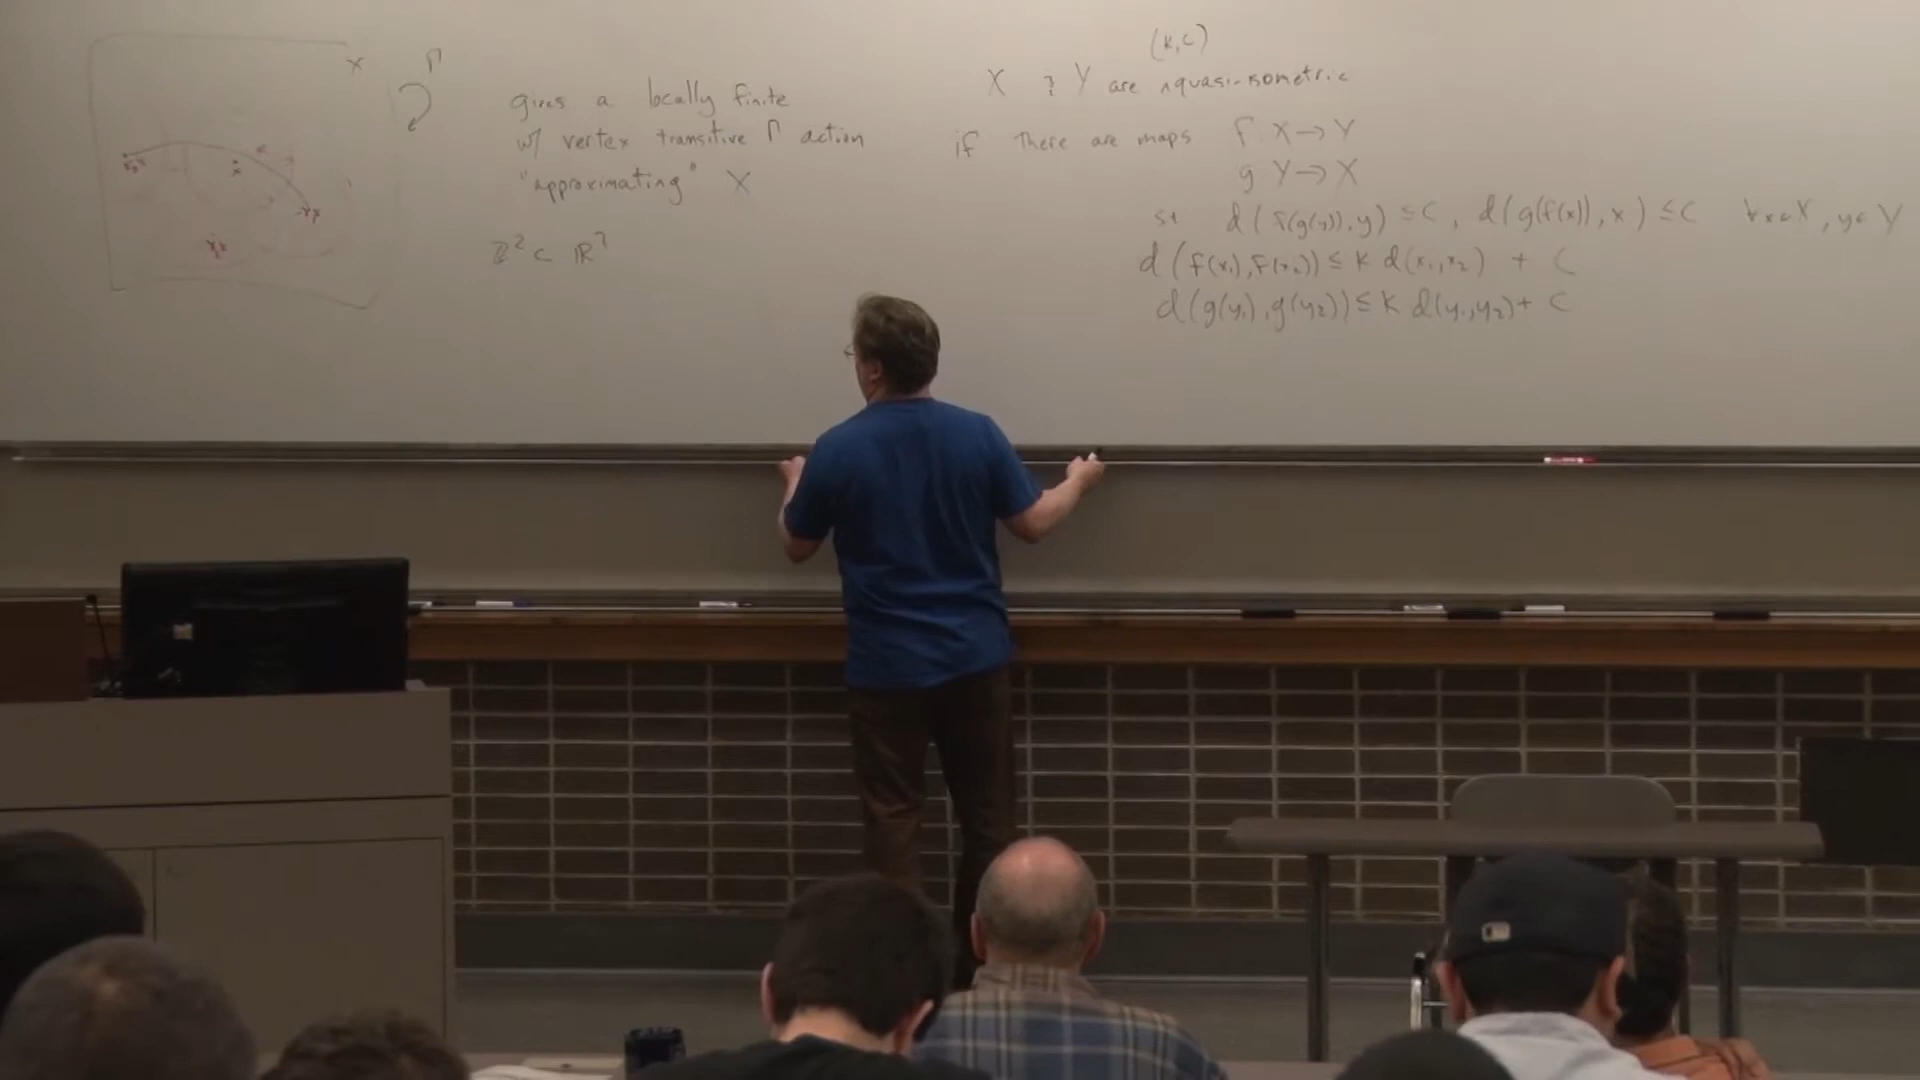 X
Γ
gives a locally finite
w/ vertex transitive Γ action
"approximating" X
ℤ² ⊂ ℝ²
(K,C)
X & Y are quasi-isometric
if there are maps f: X→Y
g: Y→X
st d(f(g(y)),y) ≤ C, d(g(f(x)),x) ≤ C ∀x∈X, y∈Y
d(f(x₁),f(x₂)) ≤ K d(x₁,x₂) + C
d(g(y₁),g(y₂)) ≤ K d(y₁,y₂) + C